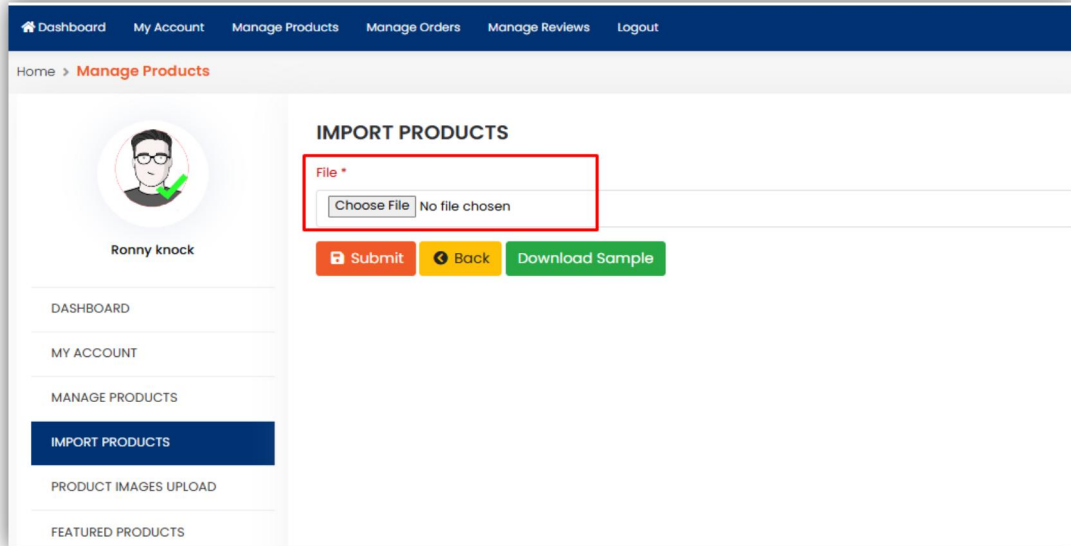 Dashboard My Account Manage Products Manage Orders Manage Reviews Logout
Home > Manage Products
IMPORT PRODUCTS
File *
Choose File No file chosen
Submit Back Download Sample
Ronny knock
DASHBOARD
MY ACCOUNT
MANAGE PRODUCTS
IMPORT PRODUCTS
PRODUCT IMAGES UPLOAD
FEATURED PRODUCTS